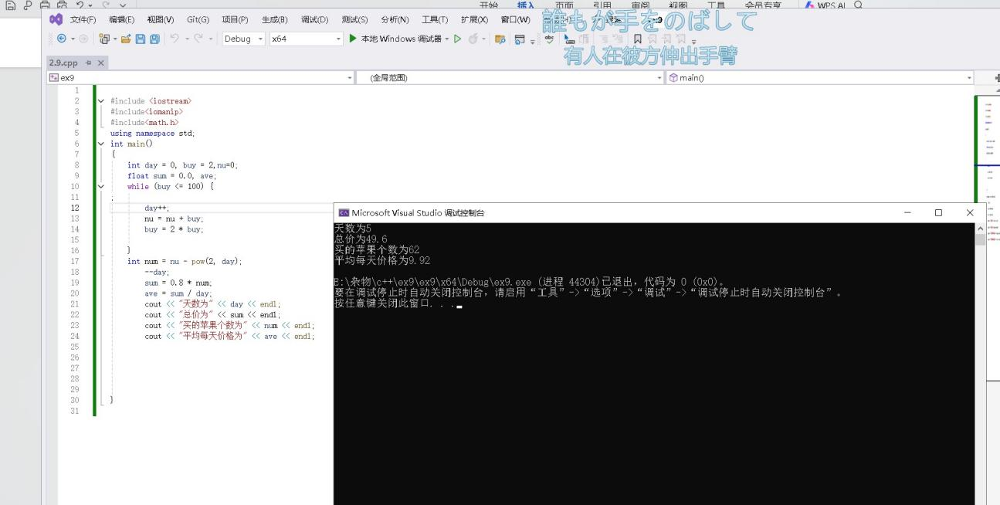 开始 插入 页面 引用 审阅 视图 工具 会员专享 WPS AI
文件(F) 编辑(E) 视图(V) Git(G) 项目(P) 生成(B) 调试(D) 测试(S) 分析(N) 工具(T) 扩展(X) 窗口(W)
誰もが手をのばして
Debug x64 本地 Windows 调试器
有人在彼方伸出手臂
2.9.cpp
ex9 (全局范围) main()
1
2 #include <iostream>
3 #include<iomanip>
4 #include<math.h>
5 using namespace std;
6 int main()
7 {
8 int day = 0, buy = 2,nu=0;
9 float sum = 0.0, ave;
10 while (buy <= 100) {
11 ;
12 day++;
13 nu = nu + buy;
14 buy = 2 * buy;
15
16 }
17 int num = nu - pow(2, day);
18 --day;
19 sum = 0.8 * num;
20 ave = sum / day;
21 cout << "天数为" << day << endl;
22 cout << "总价为" << sum << endl;
23 cout << "买的苹果个数为" << num << endl;
24 cout << "平均每天价格为" << ave << endl;
25
26
27
28
29
30 }
31
Microsoft Visual Studio 调试控制台
天数为5
总价为49.6
买的苹果个数为62
平均每天价格为9.92
E:\杂物\c++\ex9\ex9\x64\Debug\ex9.exe (进程 44304)已退出，代码为 0 (0x0)。
要在调试停止时自动关闭控制台，请启用“工具”->“选项”->“调试”->“调试停止时自动关闭控制台”。
按任意键关闭此窗口. . .